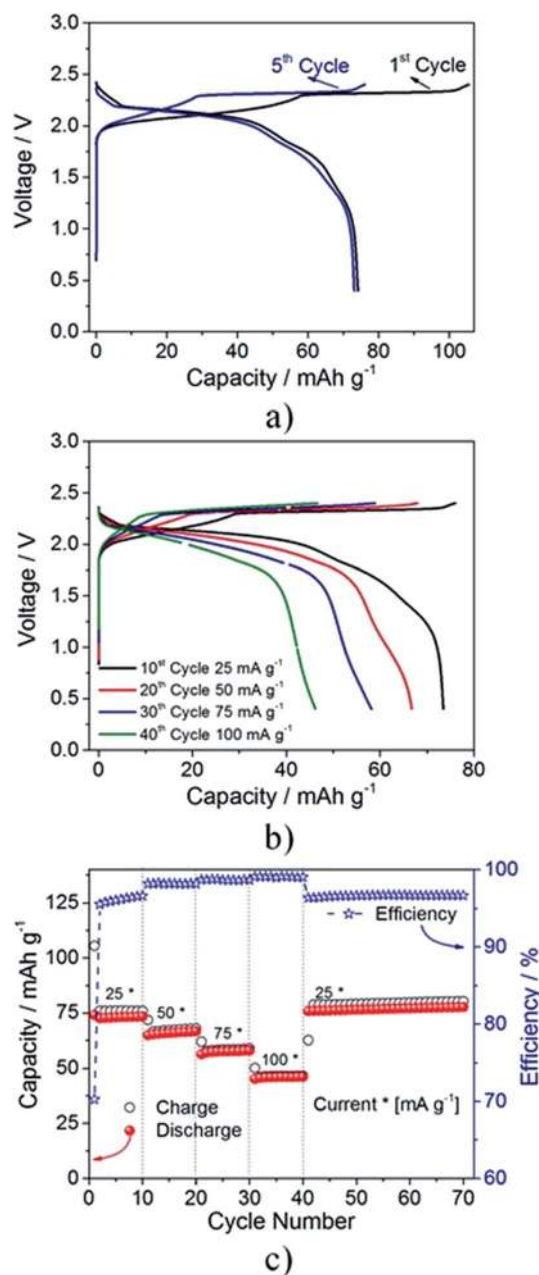 5th Cycle
1st Cycle
3.0
2.5
2.0
1.5
1.0
0.5
0.0
Voltage / V
0
20
40
60
80
100
Capacity / mAh g-1
a)
3.0
2.5
2.0
1.5
1.0
0.5
0.0
Voltage / V
10st Cycle 25 mA g-1
20th Cycle 50 mA g-1
30th Cycle 75 mA g-1
40th Cycle 100 mA g-1
0
20
40
60
80
Capacity / mAh g-1
b)
125
100
75
50
25
0
Capacity / mAh g-1
Efficiency
25 *
50 *
75 *
100 *
25 *
Charge
Discharge
Current * [mA g-1]
100
90
80
70
60
Efficiency / %
0
10
20
30
40
50
60
70
Cycle Number
c)